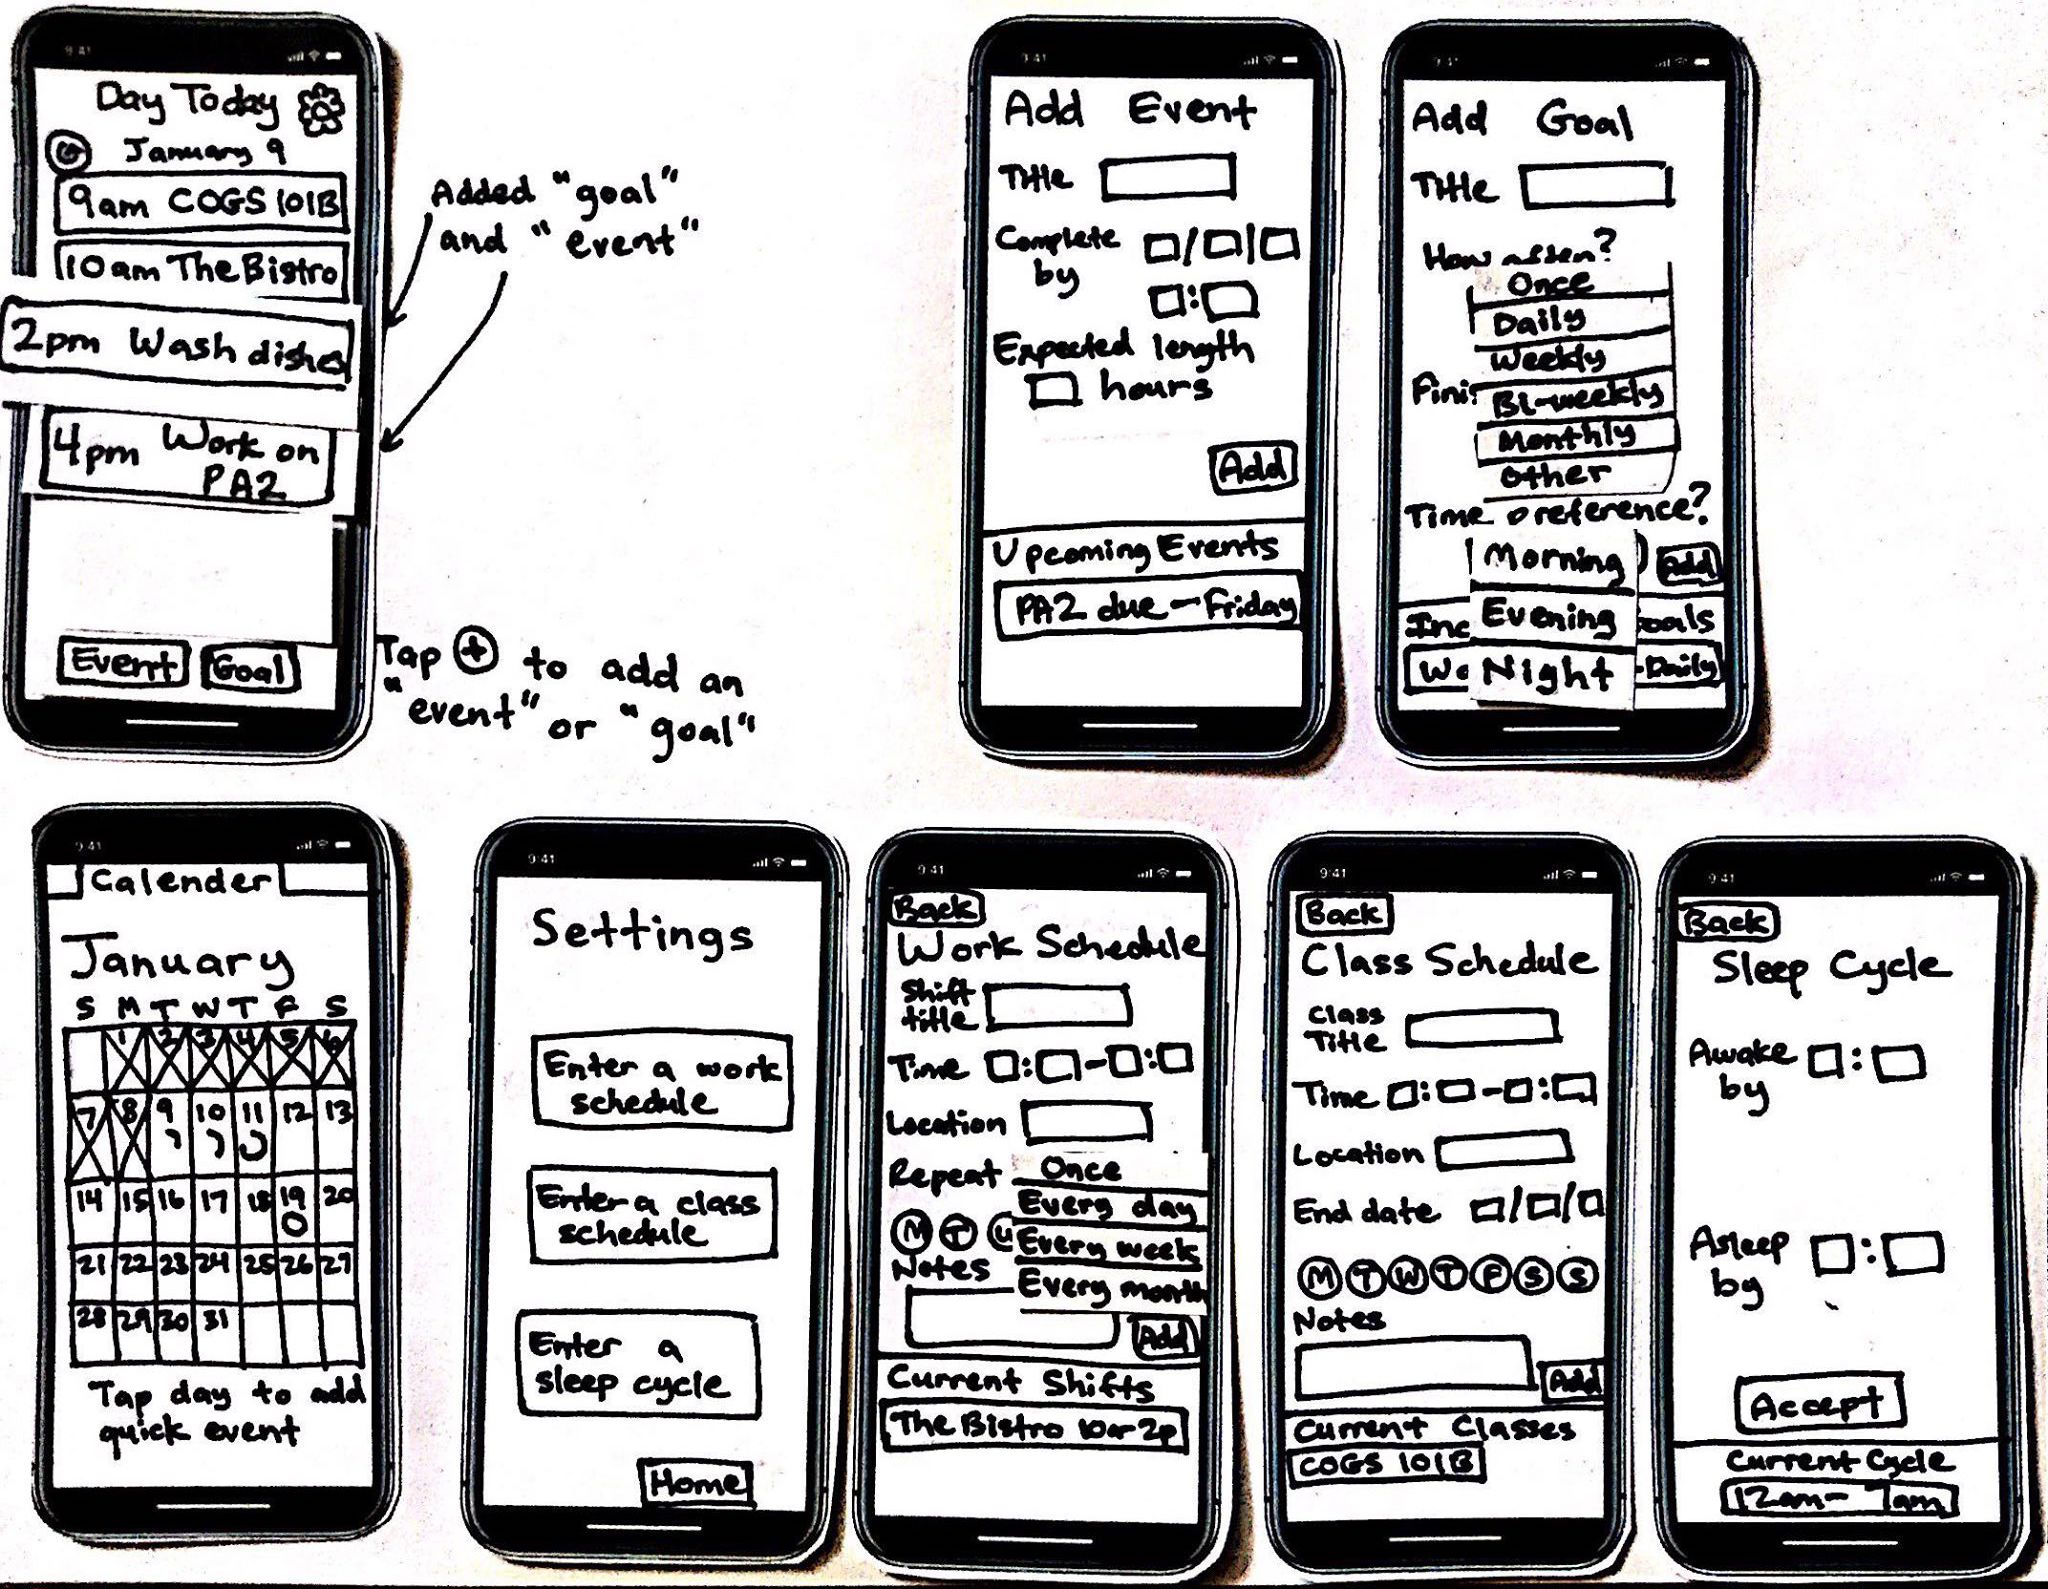 9:41
Day Today
January 9
9am COGS 101B
10am The Bistro
2pm Wash dishes
4pm Work on
PA2
Event Goal
Added "goal"
and "event"
Tap + to add an
"event" or "goal"
9:41
Add Event
Title
Complete
by
/ /
:
Expected length
hours
Add
Upcoming Events
PA2 due - Friday
9:41
Add Goal
Title
How often?
Once
Daily
Weekly
Bi-weekly
Monthly
Other
Time preference?
Morning
Add
Evening
Night
-Daily
9:41
Calender
January
S M T W T F S
1 2 3 4 5 6
7 8 9 10 11 12 13
14 15 16 17 18 19 20
21 22 23 24 25 26 27
28 29 30 31
Tap day to add
quick event
9:41
Settings
Enter a work
schedule
Enter a class
schedule
Enter a
sleep cycle
Home
9:41
Back
Work Schedule
Shift
title
Time : - :
Location
Repeat
Once
Every day
M T
Every week
Notes
Every month
Add
Current Shifts
The Bistro 10a-2p
9:41
Back
Class Schedule
Class
Title
Time : - :
Location
End date / /
M T W T F S S
Notes
Add
Current Classes
COGS 101B
9:41
Back
Sleep Cycle
Awake
by
:
Asleep
by
:
Accept
Current Cycle
12am - 7am